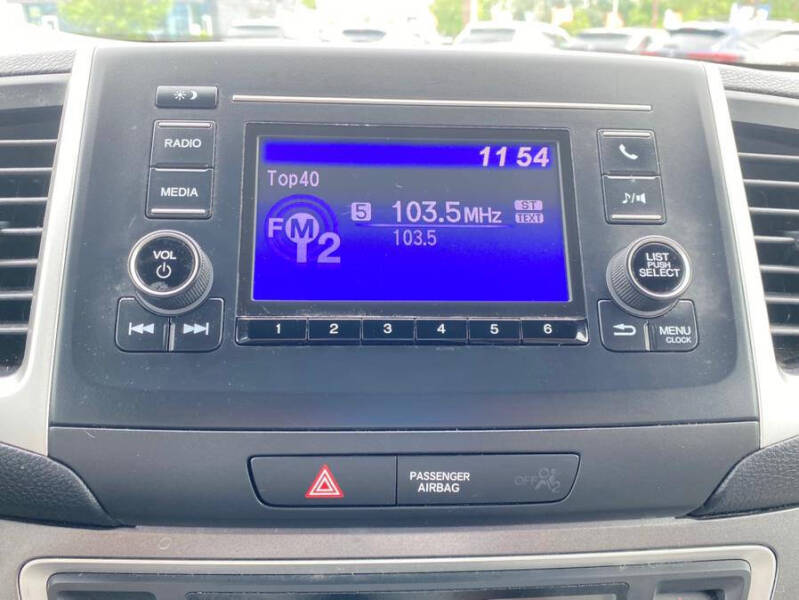 RADIO
MEDIA
VOL
11 54
Top40
FM2
5 103.5MHz ST
TEXT
103.5
1 2 3 4 5 6
LIST
PUSH
SELECT
MENU
CLOCK
PASSENGER
AIRBAG
OFF